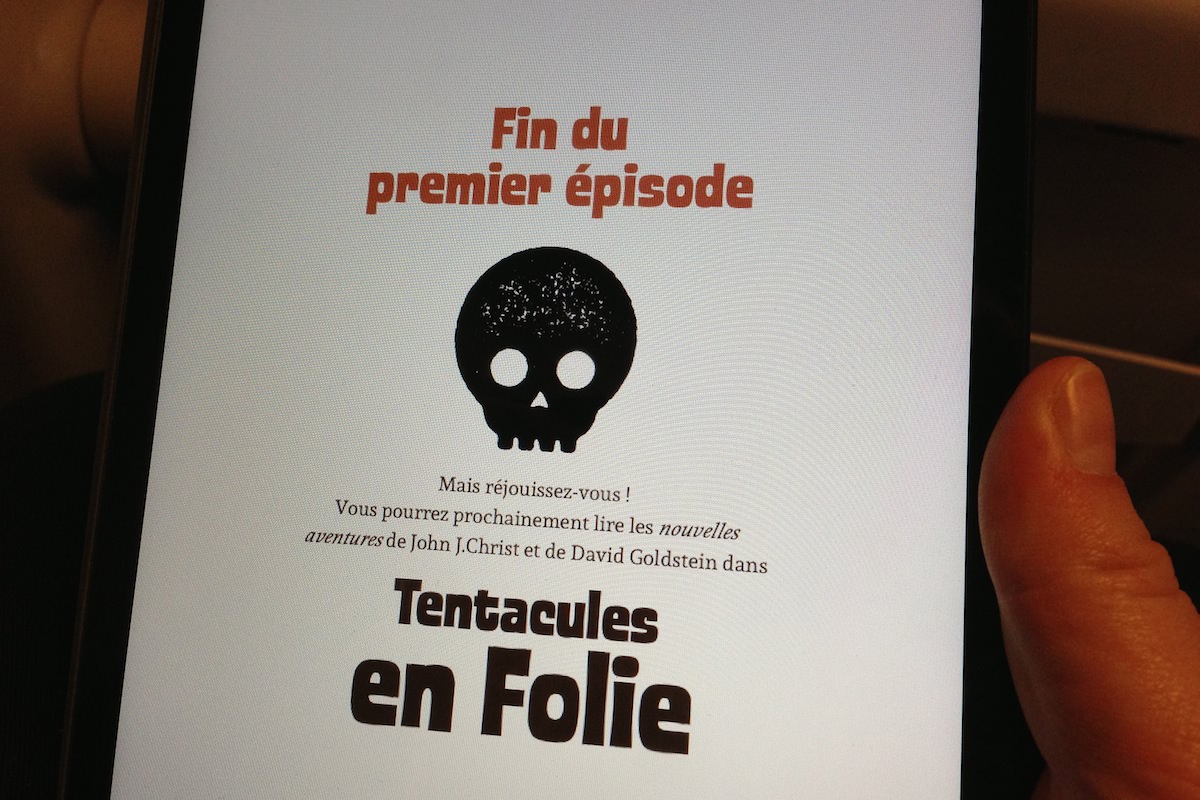 Fin du
premier épisode
Mais réjouissez-vous !
Vous pourrez prochainement lire les nouvelles
aventures de John J.Christ et de David Goldstein dans
Tentacules
en Folie